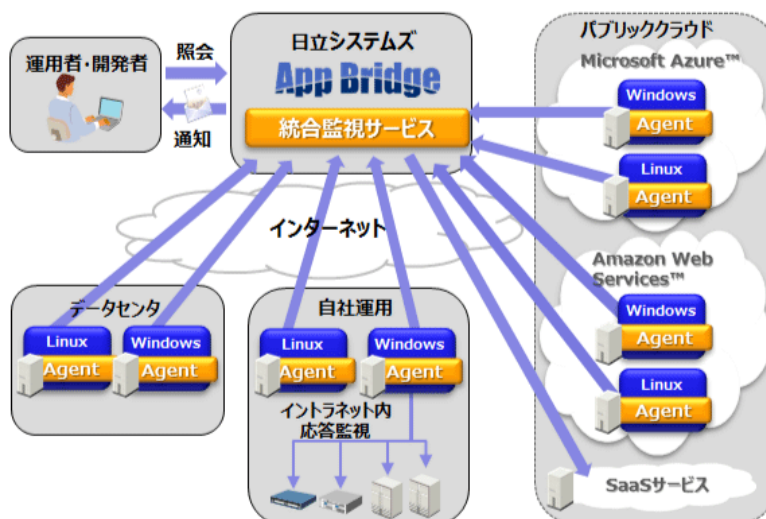 運用者・開発者
照会
通知
日立システムズ
App Bridge
統合監視サービス
パブリッククラウド
Microsoft Azure™
Windows
Agent
Linux
Agent
インターネット
Amazon Web
Services™
Windows
Agent
Linux
Agent
SaaSサービス
データセンタ
Linux
Agent
Windows
Agent
自社運用
Linux
Agent
Windows
Agent
イントラネット内
応答監視